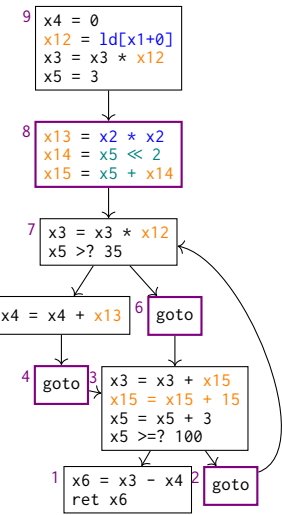 9
x4 = 0
x12 = ld[x1+0]
x3 = x3 * x12
x5 = 3
8
x13 = x2 * x2
x14 = x5 ≪ 2
x15 = x5 + x14
7
x3 = x3 * x12
x5 >? 35
x4 = x4 + x13
6
goto
4
goto
3
x3 = x3 + x15
x15 = x15 + 15
x5 = x5 + 3
x5 >=? 100
1
x6 = x3 − x4
ret x6
2
goto